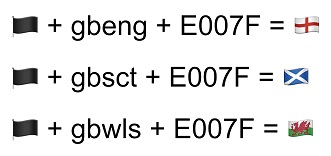 🏴 + gbeng + E007F = 🏴󠁧󠁢󠁥󠁮󠁧󠁿
🏴 + gbsct + E007F = 🏴󠁧󠁢󠁳󠁣󠁴󠁿
🏴 + gbwls + E007F = 🏴󠁧󠁢󠁷󠁬󠁳󠁿